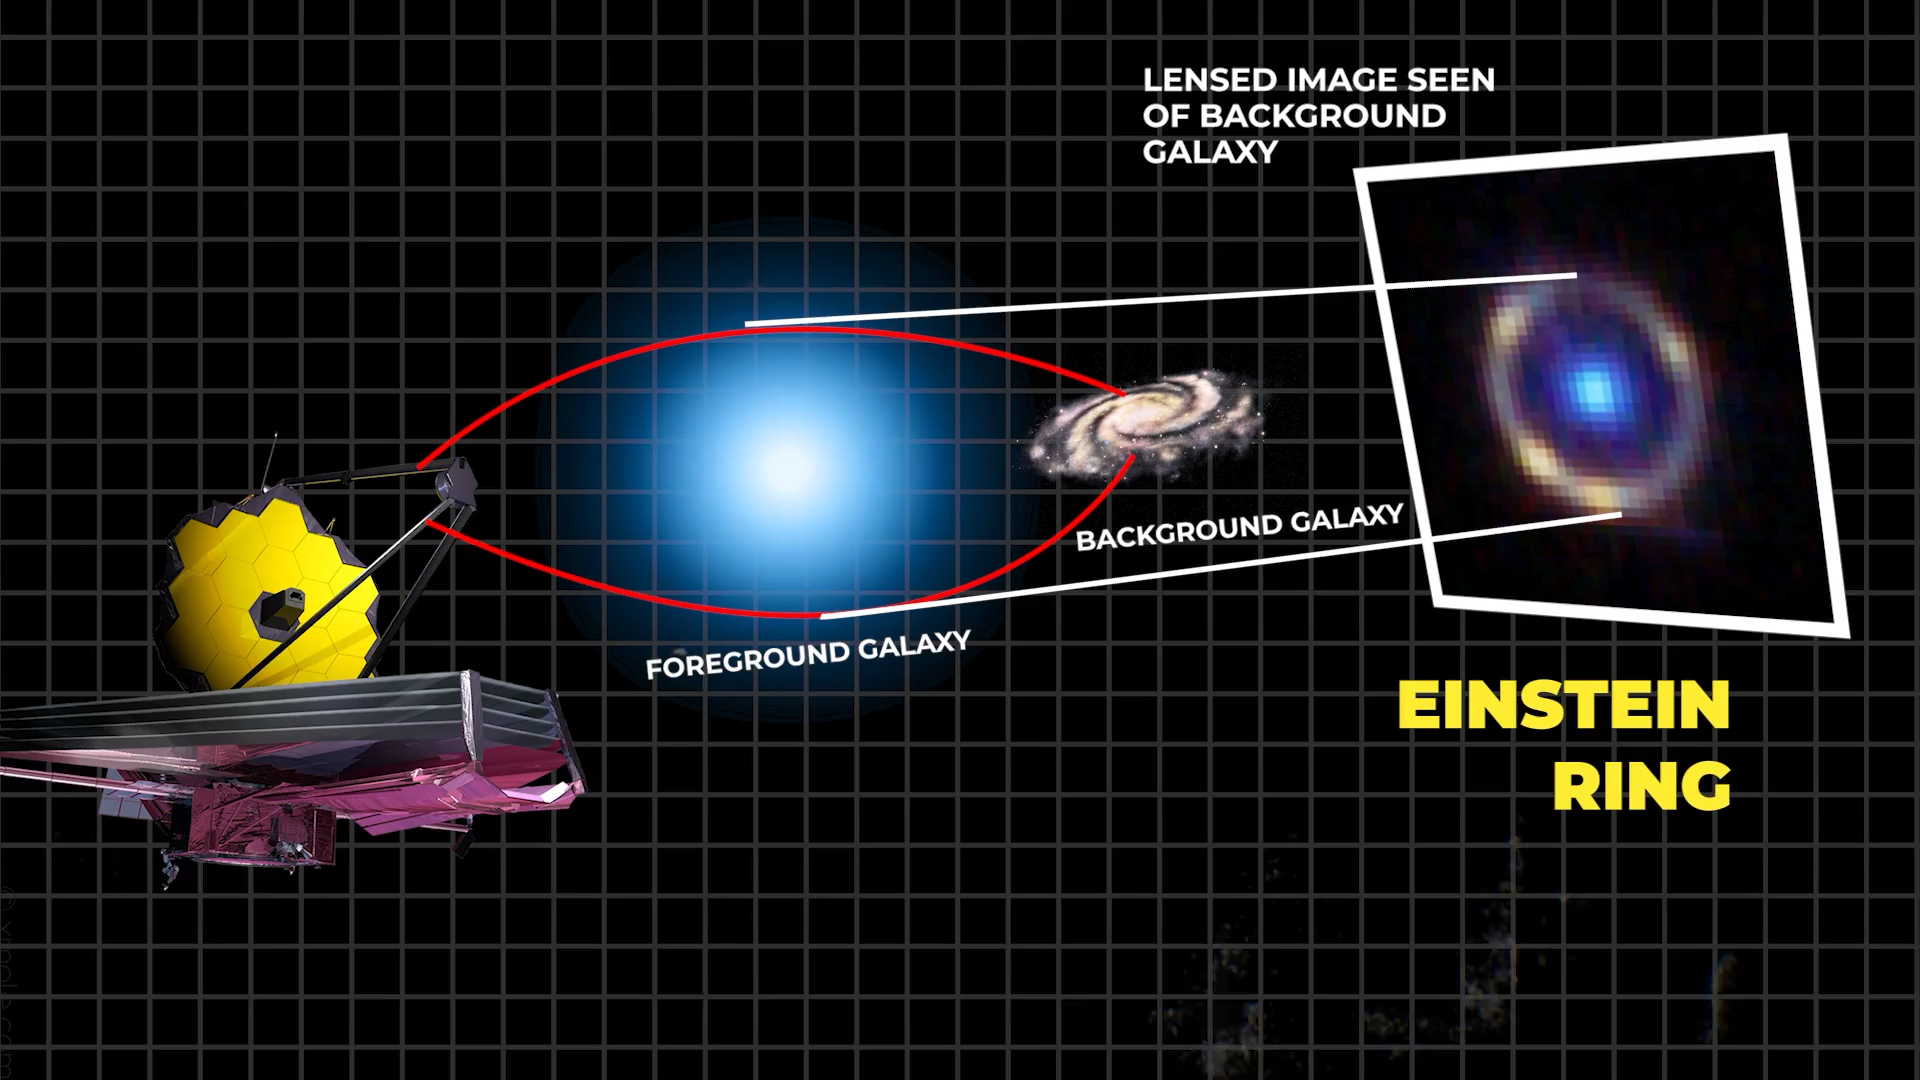 LENSED IMAGE SEEN
OF BACKGROUND
GALAXY
BACKGROUND GALAXY
FOREGROUND GALAXY
EINSTEIN
RING